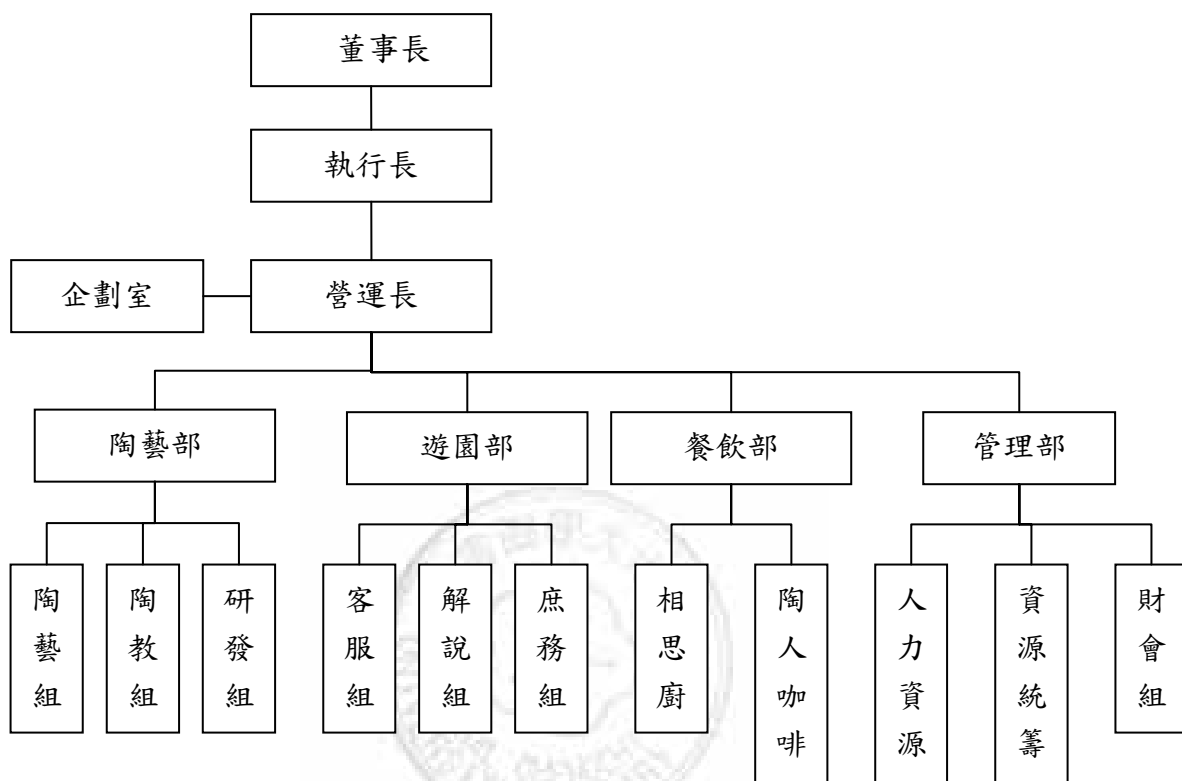 董事長
執行長
企劃室
營運長
陶藝部
遊園部
餐飲部
管理部
陶藝組
陶教組
研發組
客服組
解說組
庶務組
相思廚
陶人咖啡
人力資源
資源統籌
財會組